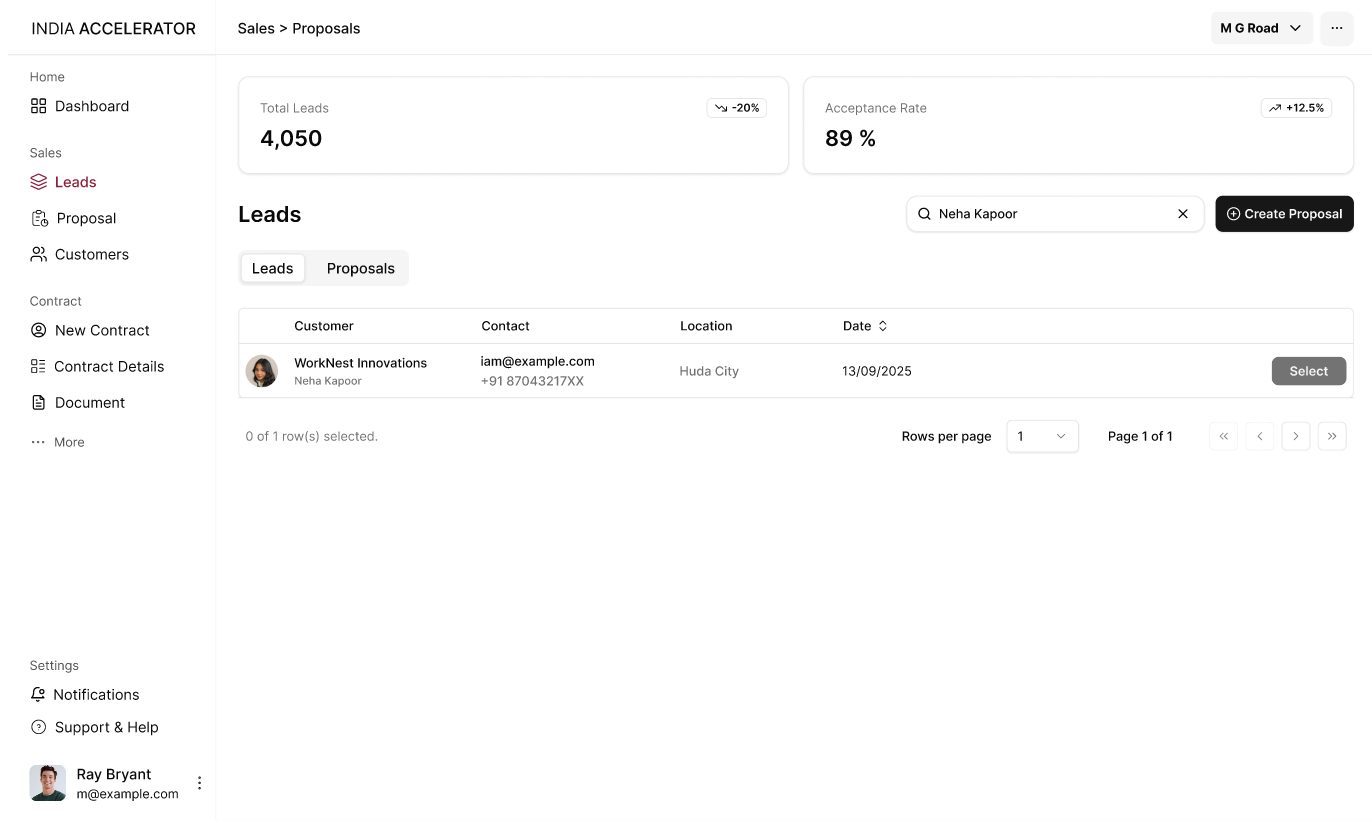 INDIA ACCELERATOR
Sales > Proposals
M G Road
Home
Dashboard
Sales
Leads
Proposal
Customers
Contract
New Contract
Contract Details
Document
More
Settings
Notifications
Support & Help
Ray Bryant
m@example.com
Total Leads
-20%
4,050
Acceptance Rate
+12.5%
89 %
Leads
Neha Kapoor
Create Proposal
Leads Proposals
Customer Contact Location Date
WorkNest Innovations
Neha Kapoor
iam@example.com
+91 87043217XX
Huda City
13/09/2025
Select
0 of 1 row(s) selected.
Rows per page 1 Page 1 of 1